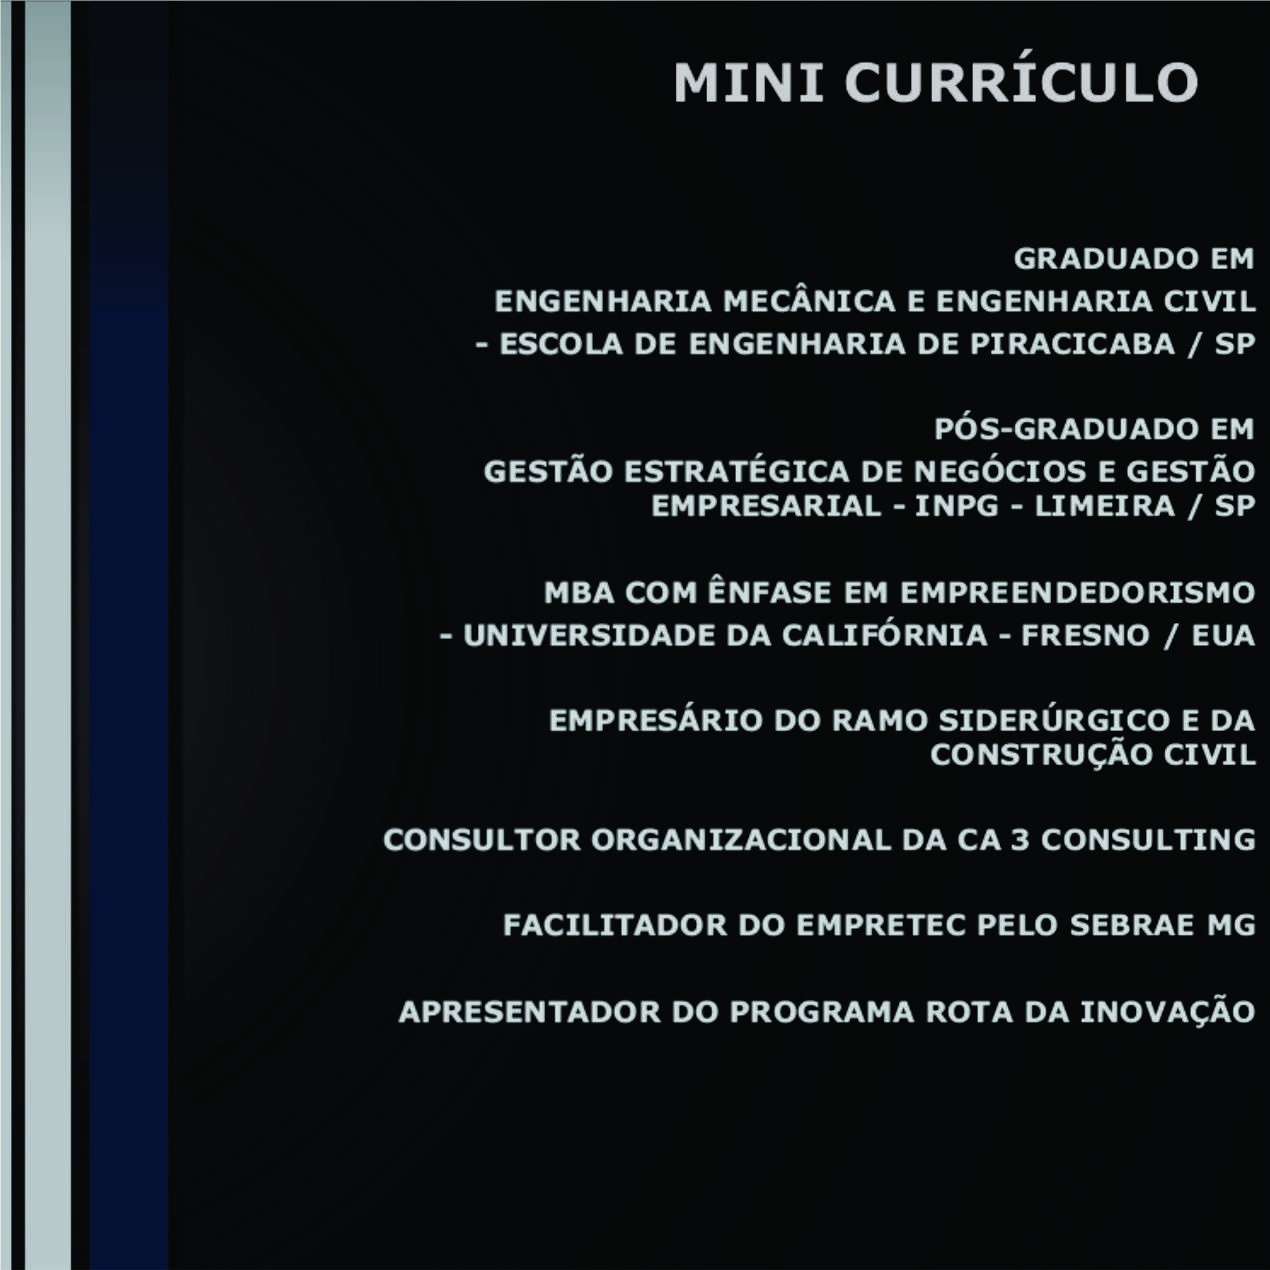 MINI CURRÍCULO
GRADUADO EM
ENGENHARIA MECÂNICA E ENGENHARIA CIVIL
- ESCOLA DE ENGENHARIA DE PIRACICABA / SP
PÓS-GRADUADO EM
GESTÃO ESTRATÉGICA DE NEGÓCIOS E GESTÃO
EMPRESARIAL - INPG - LIMEIRA / SP
MBA COM ÊNFASE EM EMPREENDEDORISMO
- UNIVERSIDADE DA CALIFÓRNIA - FRESNO / EUA
EMPRESÁRIO DO RAMO SIDERÚRGICO E DA
CONSTRUÇÃO CIVIL
CONSULTOR ORGANIZACIONAL DA CA 3 CONSULTING
FACILITADOR DO EMPRETEC PELO SEBRAE MG
APRESENTADOR DO PROGRAMA ROTA DA INOVAÇÃO